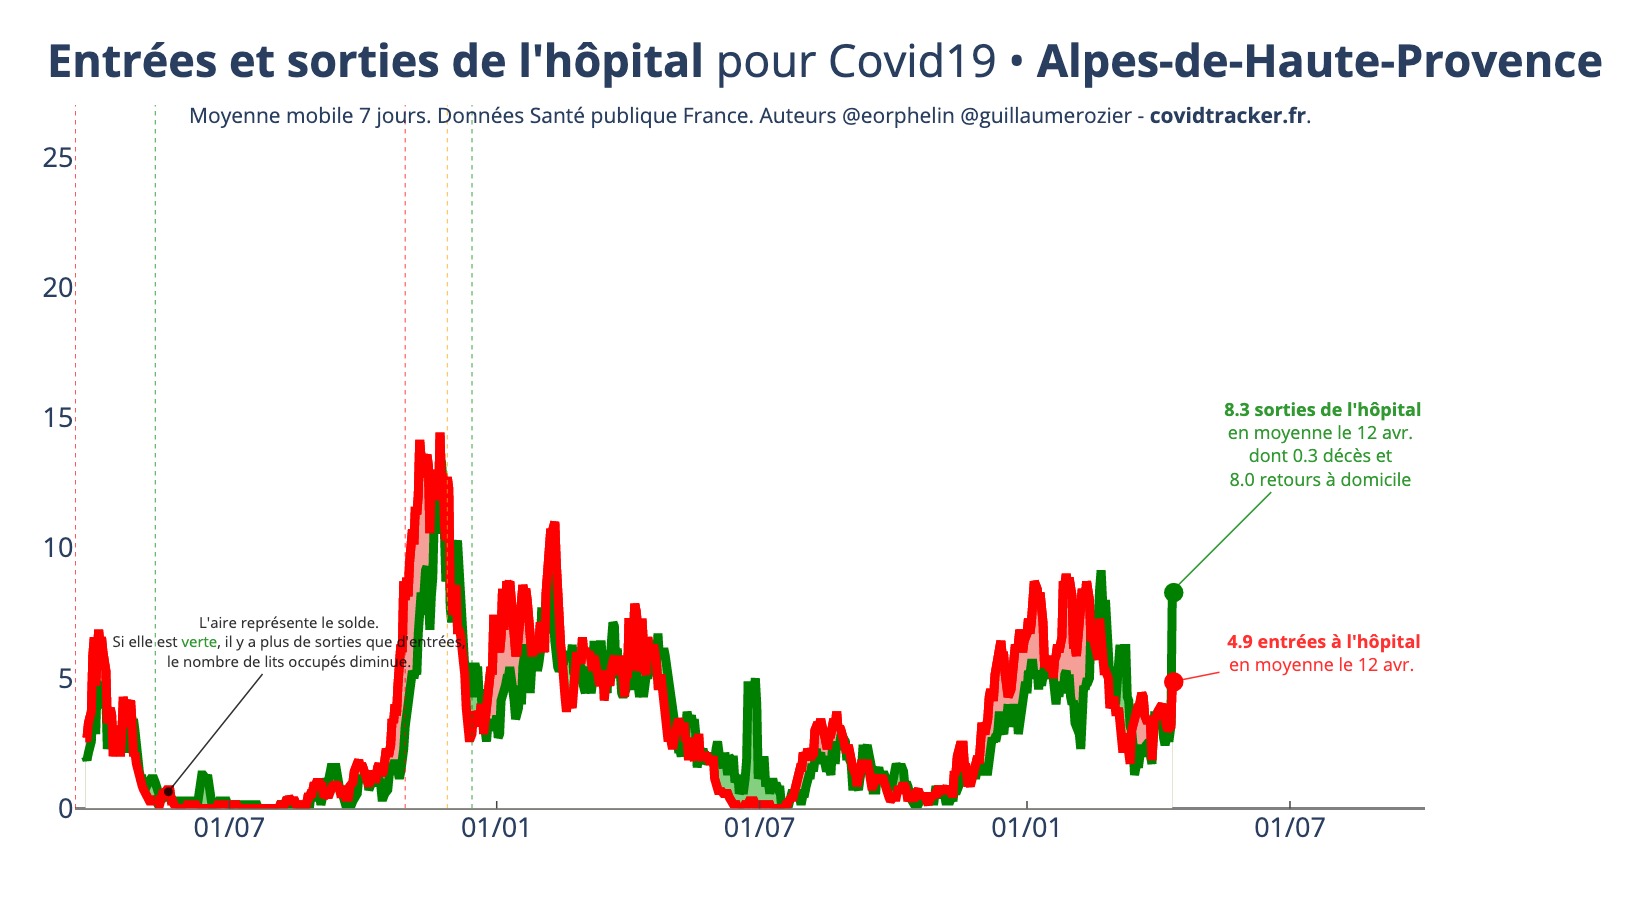 Entrées et sorties de l'hôpital pour Covid19 • Alpes-de-Haute-Provence
Moyenne mobile 7 jours. Données Santé publique France. Auteurs @eorphelin @guillaumerozier - covidtracker.fr.
25
20
15
10
5
0
8.3 sorties de l'hôpital
en moyenne le 12 avr.
dont 0.3 décès et
8.0 retours à domicile
L'aire représente le solde.
Si elle est verte, il y a plus de sorties que d'entrées,
le nombre de lits occupés diminue.
4.9 entrées à l'hôpital
en moyenne le 12 avr.
01/07
01/01
01/07
01/01
01/07